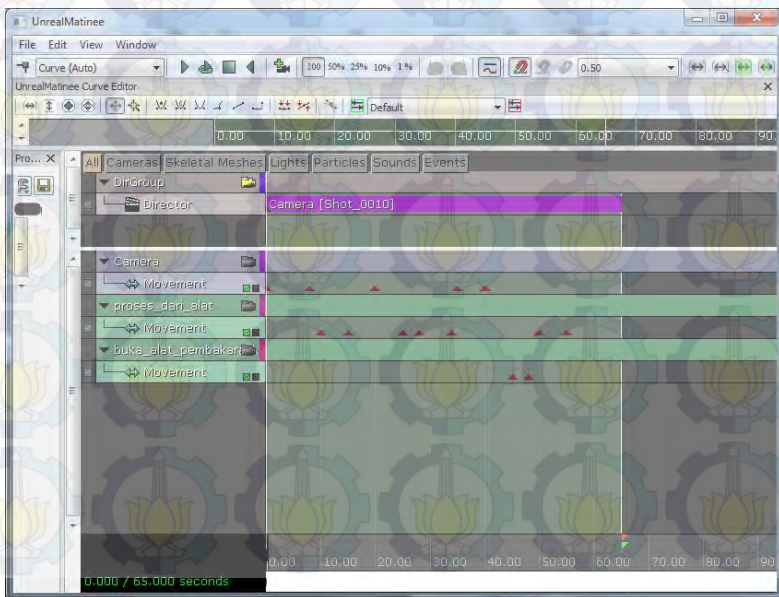 UnrealMatinee
File Edit View Window
Curve (Auto) 100 50% 25% 10% 1% 0.50
UnrealMatinee Curve Editor
Default
0.00 10.00 20.00 30.00 40.00 50.00 60.00 70.00 80.00 90
Pro... All Cameras Skeletal Meshes Lights Particles Sounds Events
DirGroup
Director Camera [Shot_0010]
Camera
Movement
proses_dari_alat
Movement
buka_alat_pembakar
Movement
0.00 10.00 20.00 30.00 40.00 50.00 60.00 70.00 80.00 90
0.000 / 65.000 seconds